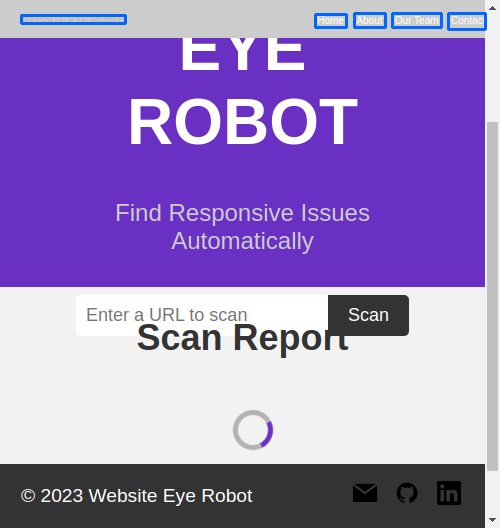 Home About Our Team Contact
EYE
ROBOT
Find Responsive Issues
Automatically
Enter a URL to scan Scan
Scan Report
© 2023 Website Eye Robot